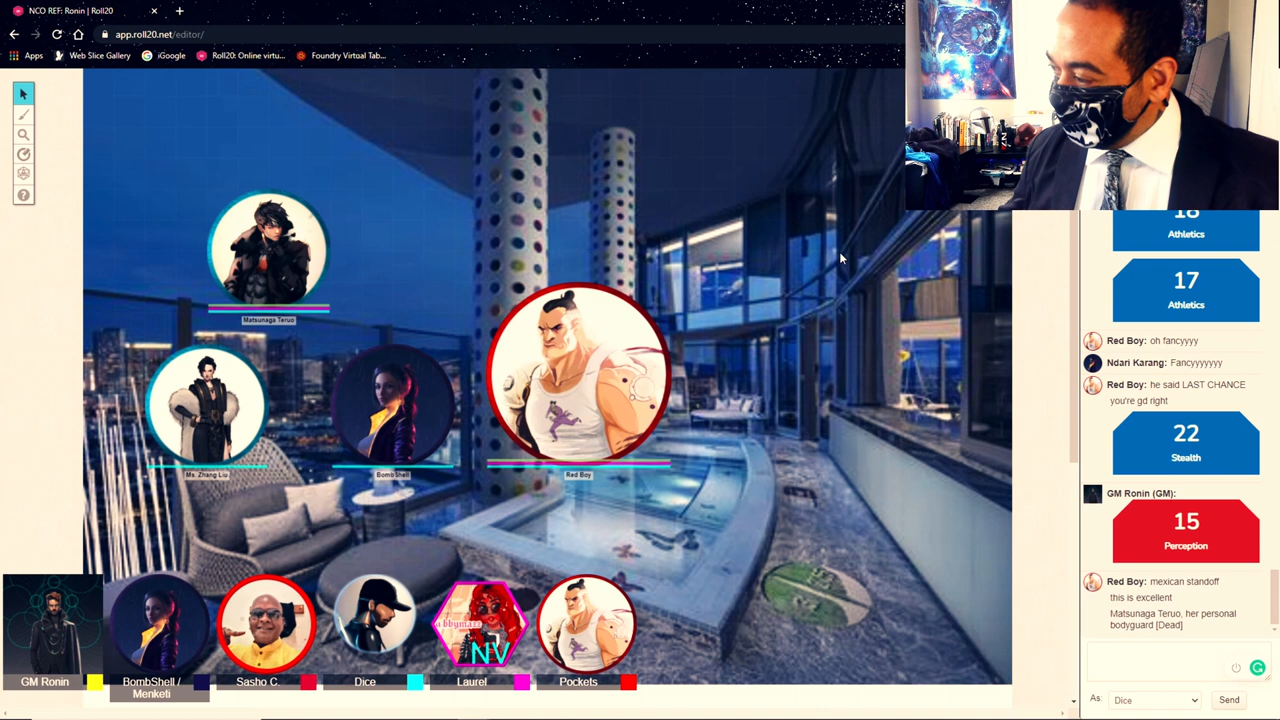 NCO REF: Ronin | Roll20
app.roll20.net/editor/
Apps
Web Slice Gallery
iGoogle
Roll20: Online virtu...
Foundry Virtual Tab...
18
Athletics
17
Athletics
Red Boy: oh fancyyyy
Ndari Karang: Fancyyyyyyy
Red Boy: he said LAST CHANCE
you're gd right
22
Stealth
GM Ronin (GM):
15
Perception
Red Boy: mexican standoff
this is excellent
Matsunaga Teruo, her personal
bodyguard [Dead]
As:
Dice
Send
Matsunaga Teruo
Ms. Zhang Liu
BombShell
Red Boy
NV
GM Ronin
BombShell /
Menketi
Sasho C.
Dice
Laurel
Pockets